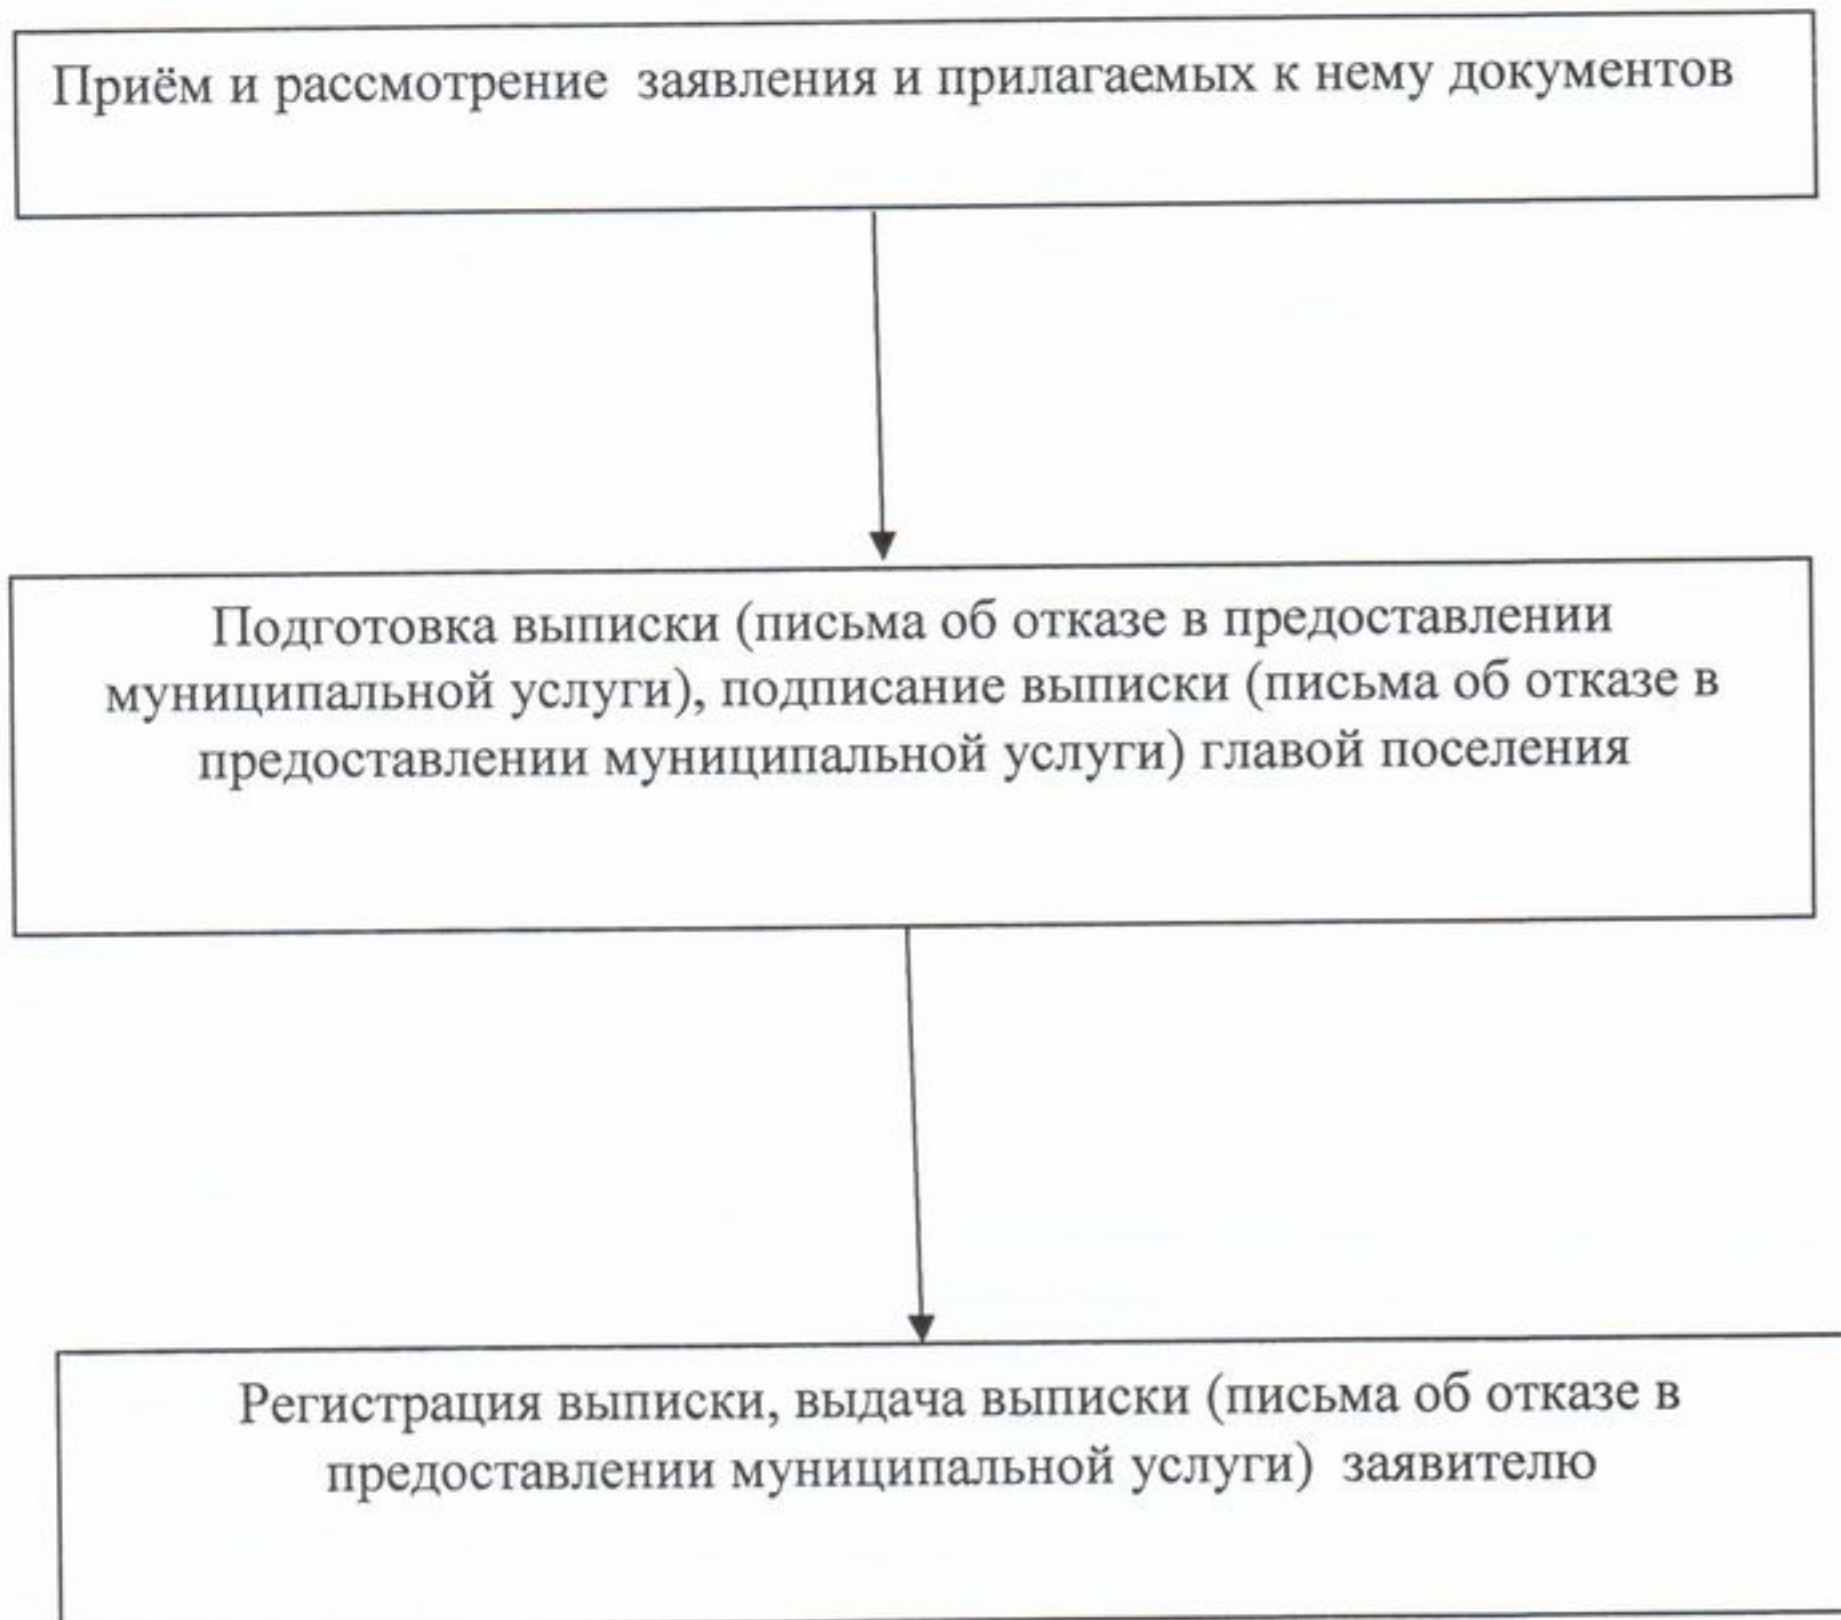 Приём и рассмотрение заявления и прилагаемых к нему документов
Подготовка выписки (письма об отказе в предоставлении
муниципальной услуги), подписание выписки (письма об отказе в
предоставлении муниципальной услуги) главой поселения
Регистрация выписки, выдача выписки (письма об отказе в
предоставлении муниципальной услуги) заявителю